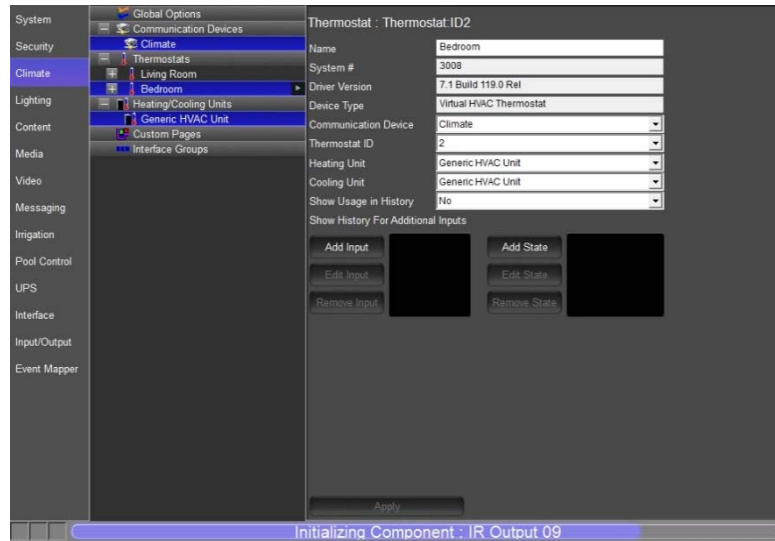 System
Security
Climate
Lighting
Content
Media
Video
Messaging
Irrigation
Pool Control
UPS
Interface
Input/Output
Event Mapper
Global Options
Communication Devices
Climate
Thermostats
Living Room
Bedroom
Heating/Cooling Units
Generic HVAC Unit
Custom Pages
Interface Groups
Thermostat : Thermostat:ID2
Name Bedroom
System # 3008
Driver Version 7.1 Build 119.0 Rel
Device Type Virtual HVAC Thermostat
Communication Device Climate
Thermostat ID 2
Heating Unit Generic HVAC Unit
Cooling Unit Generic HVAC Unit
Show Usage in History No
Show History For Additional Inputs
Add Input Add State
Edit Input Edit State
Remove Input Remove State
Apply
Initializing Component : IR Output 09